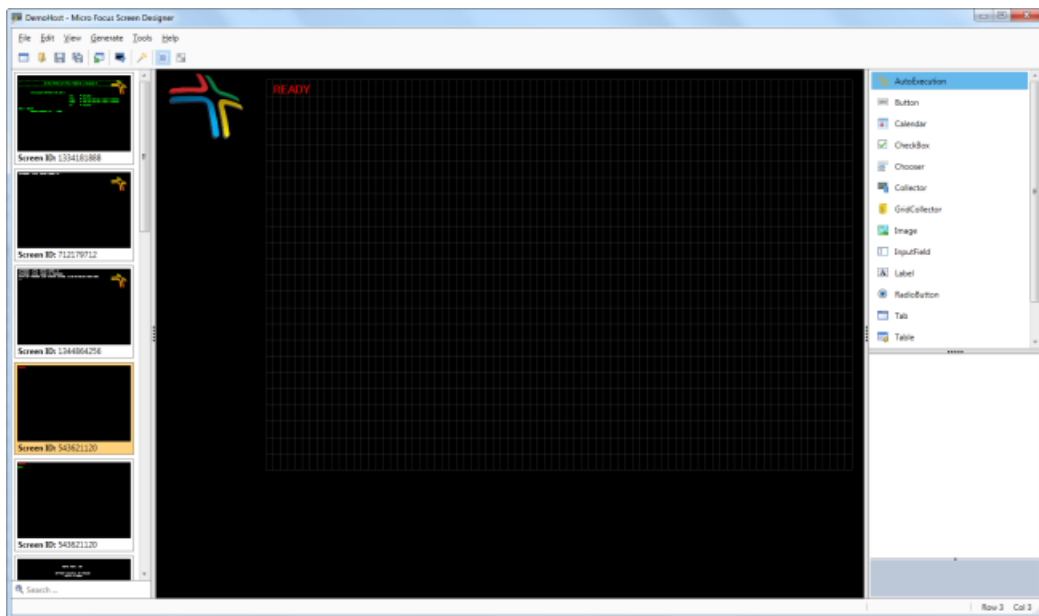 DemoHost - Micro Focus Screen Designer
File Edit View Generate Tools Help
Screen ID: 1334181888
Screen ID: 712179712
Screen ID: 1344864256
Screen ID: 543621120
Screen ID: 543621120
Search ...
READY
AutoExecution
Button
Calendar
CheckBox
Chooser
Collector
GridCollector
Image
InputField
Label
RadioButton
Tab
Table
Row 3 Col 3